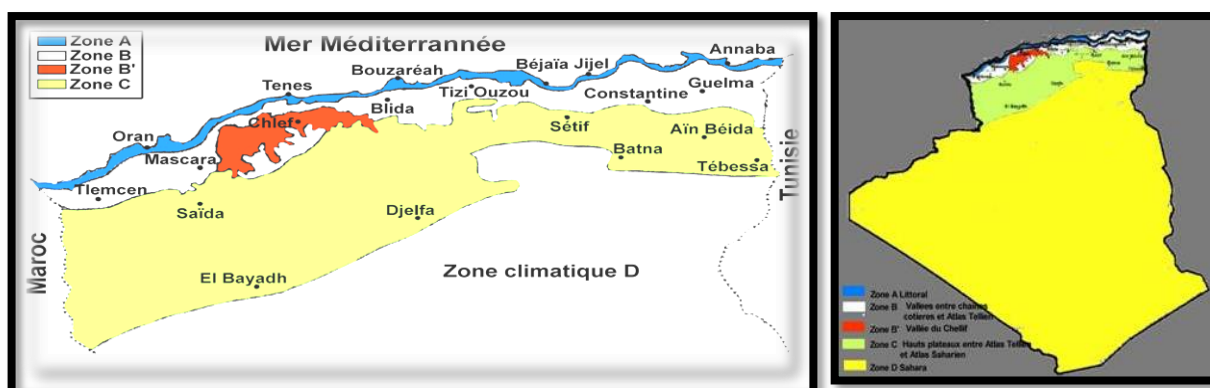 Zone A
Zone B
Zone B'
Zone C
Mer Méditerrannée
Annaba
Béjaïa Jijel
Bouzaréah
Guelma
Tenes
Tizi Ouzou
Constantine
Blida
Chlef
Sétif
Aïn Béida
Oran
Mascara
Batna
Tébessa
Tlemcen
Saïda
Djelfa
Tunisie
Maroc
El Bayadh
Zone climatique D
Zone A Littoral
Zone B Vallées entre chaines
cotieres et Atlas Tellien
Zone B' Vallée du Chellif
Zone C Hauts plateaux entre Atlas Tellien
et Atlas Saharien
Zone D Sahara